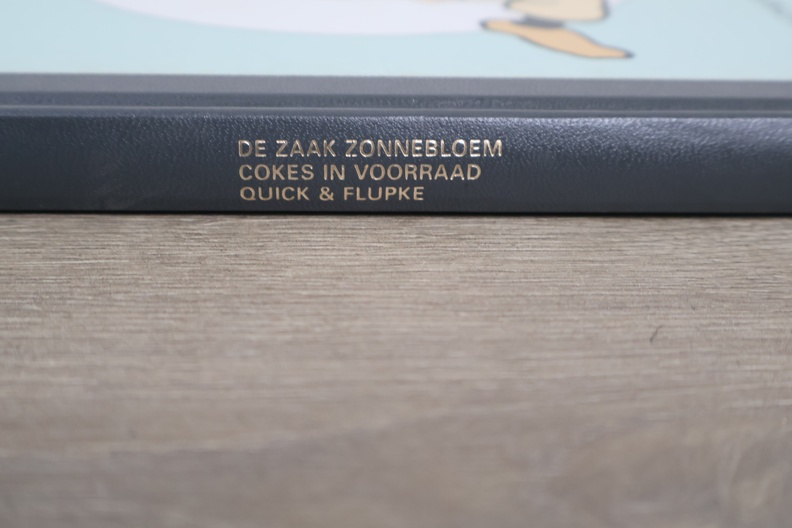 DE ZAAK ZONNEBLOEM
COKES IN VOORRAAD
QUICK & FLUPKE